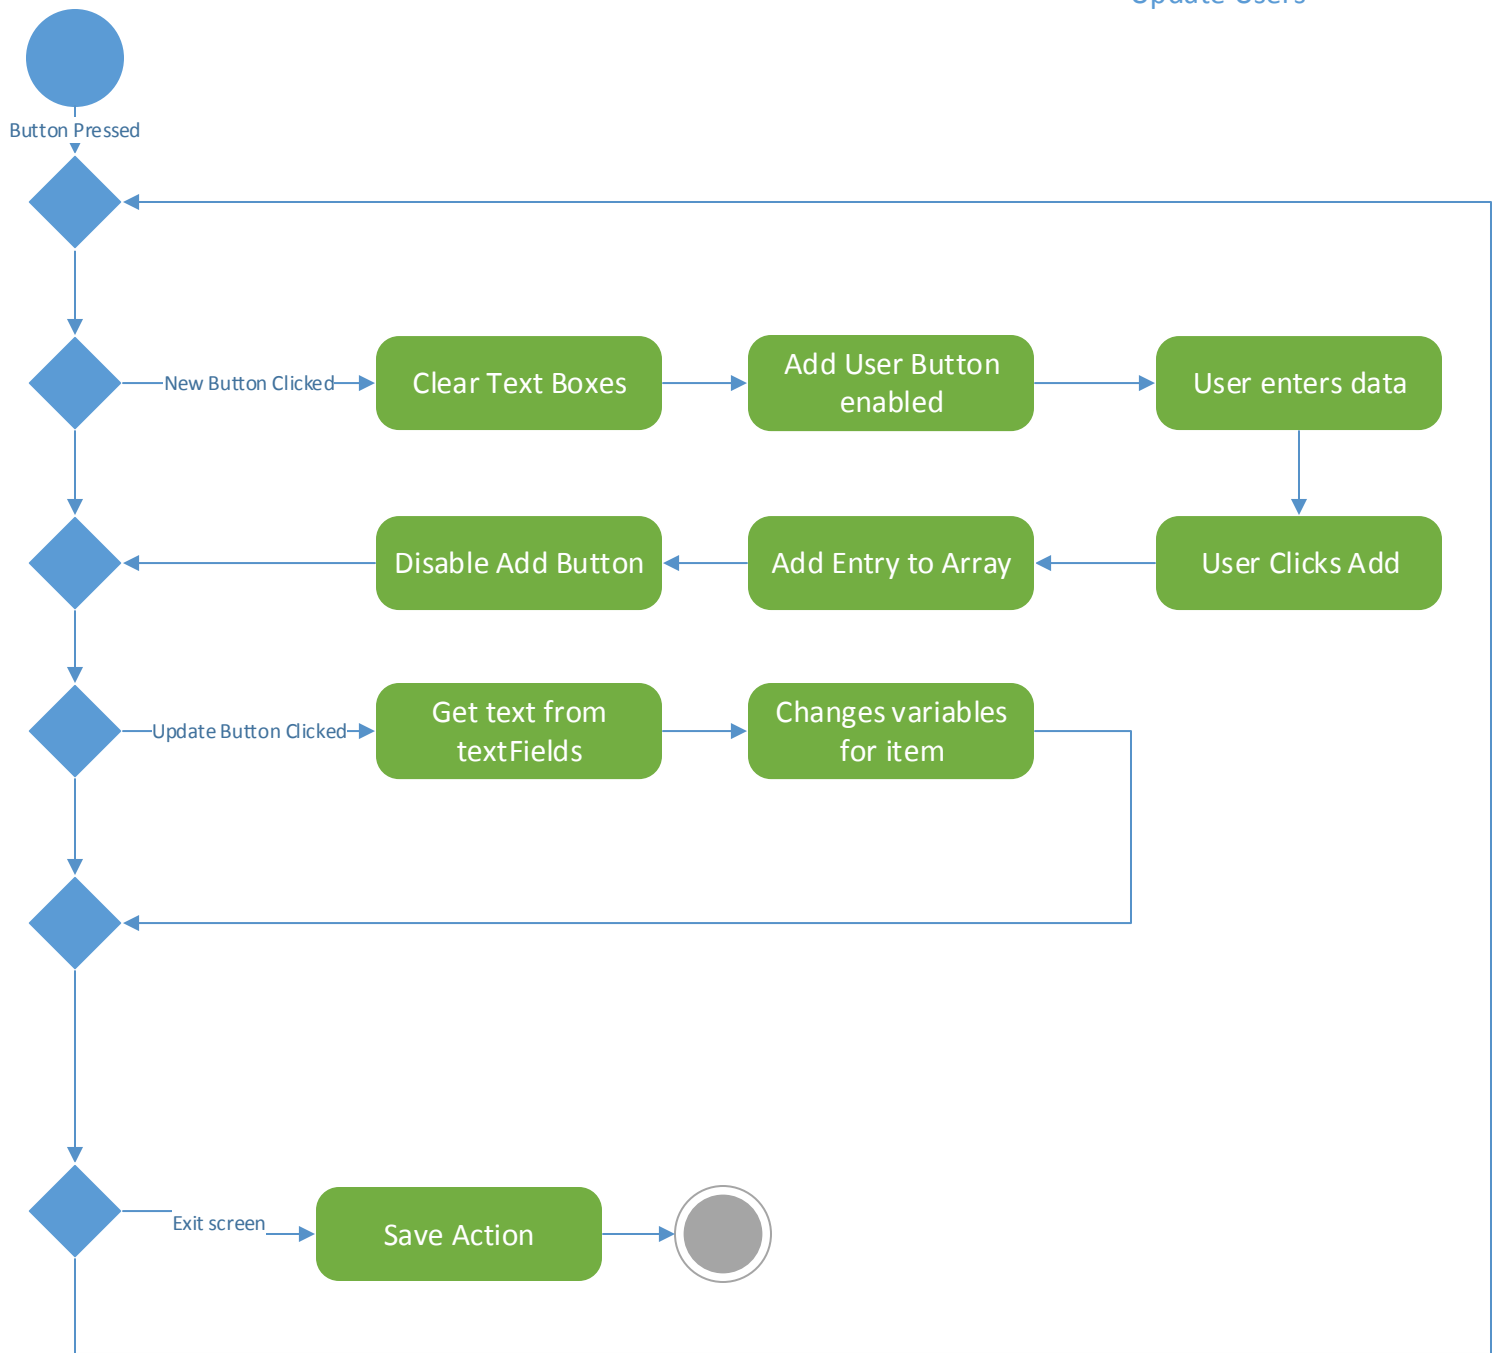 Update Users
Button Pressed
New Button Clicked
Clear Text Boxes
Add User Button
enabled
User enters data
Disable Add Button
Add Entry to Array
User Clicks Add
Update Button Clicked
Get text from
textFields
Changes variables
for item
Exit screen
Save Action